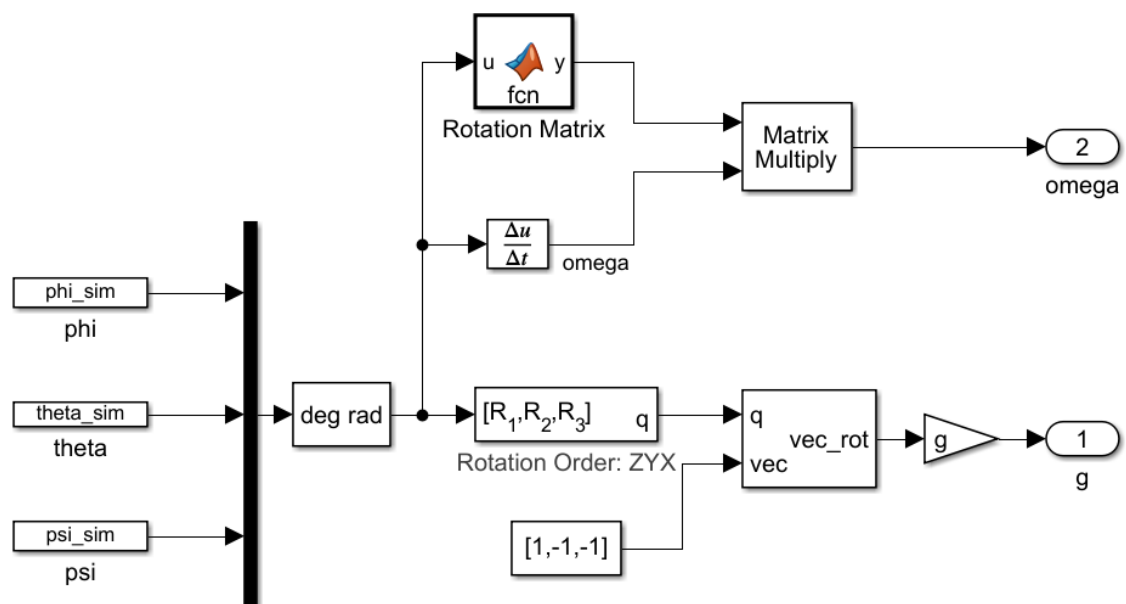 u y
fcn
Rotation Matrix
Matrix
Multiply
2
omega
Δu
Δt
omega
phi_sim
phi
theta_sim
theta
psi_sim
psi
deg rad
[R₁,R₂,R₃] q
Rotation Order: ZYX
[1,-1,-1]
q
vec
vec_rot
g
1
g